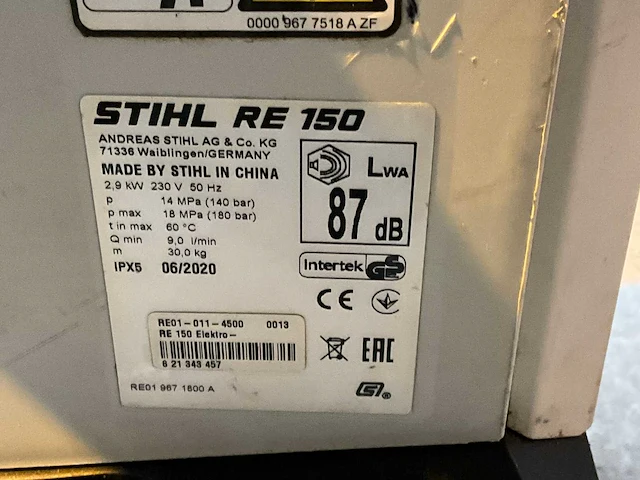 0000 967 7518 A ZF
STIHL RE 150
ANDREAS STIHL AG & Co. KG
71336 Waiblingen/GERMANY
MADE BY STIHL IN CHINA
2,9 kW 230 V 50 Hz
p 14 MPa (140 bar)
p max 18 MPa (180 bar)
t in max 60 °C
Q min 9,0 l/min
m 30,0 kg
IPX5 06/2020
LWA
87 dB
Intertek GS
CE
EAC
RE01-011-4500 0013
RE 150 Elektro-
6 21 343 457
RE01 967 1600 A
®